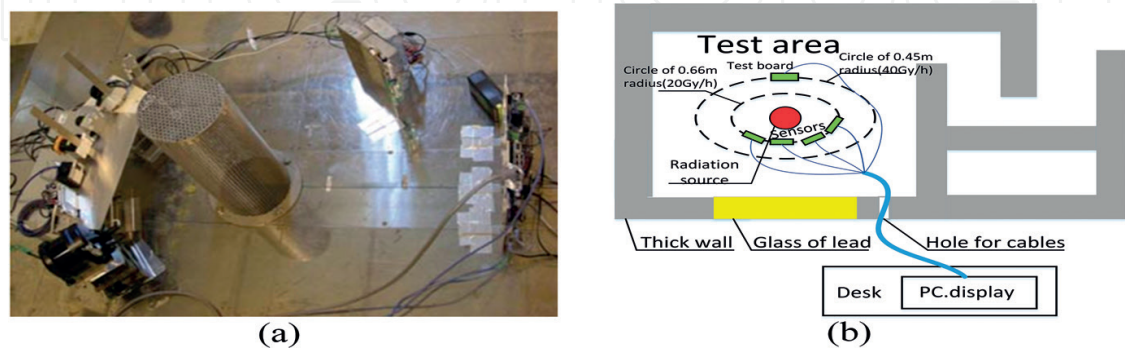 Test area
Test board
Circle of 0.45m
radius(40Gy/h)
Circle of 0.66m
radius(20Gy/h)
Sensors
Radiation
source
Thick wall
Glass of lead
Hole for cables
Desk
PC.display
(a)
(b)